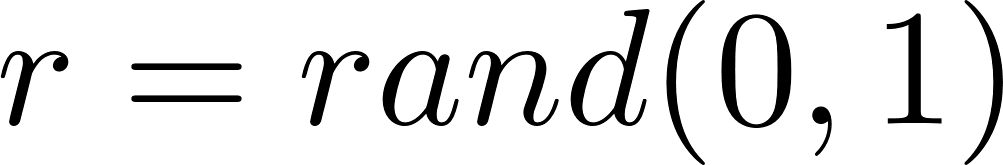 r = rand(0, 1)